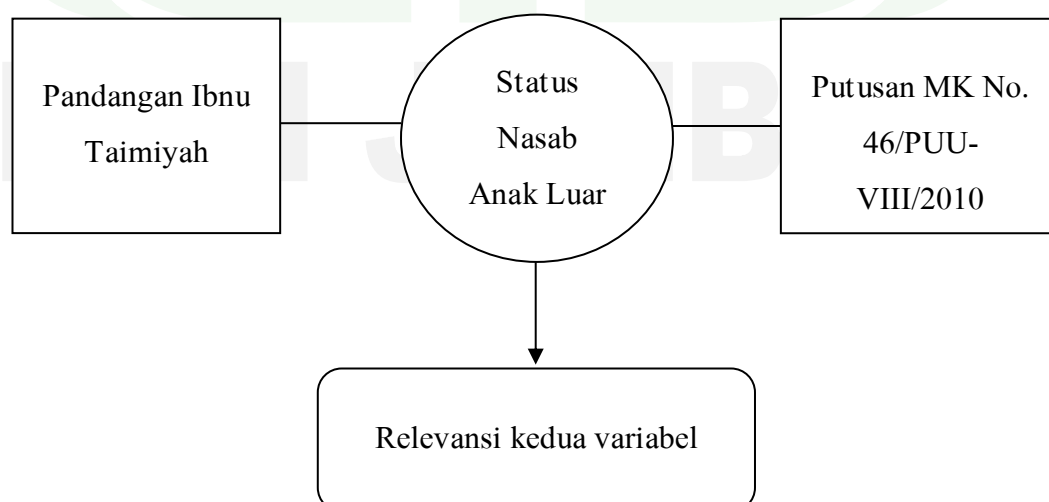 Pandangan Ibnu
Taimiyah
Status
Nasab
Anak Luar
Putusan MK No.
46/PUU-
VIII/2010
Relevansi kedua variabel